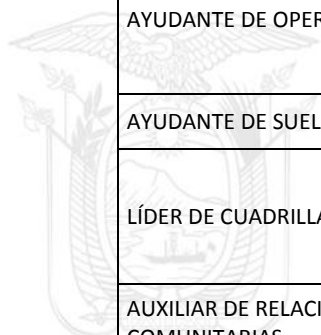 AYUDANTE DE OPER
AYUDANTE DE SUEL
LÍDER DE CUADRILLA
AUXILIAR DE RELACI
COMUNITARIAS